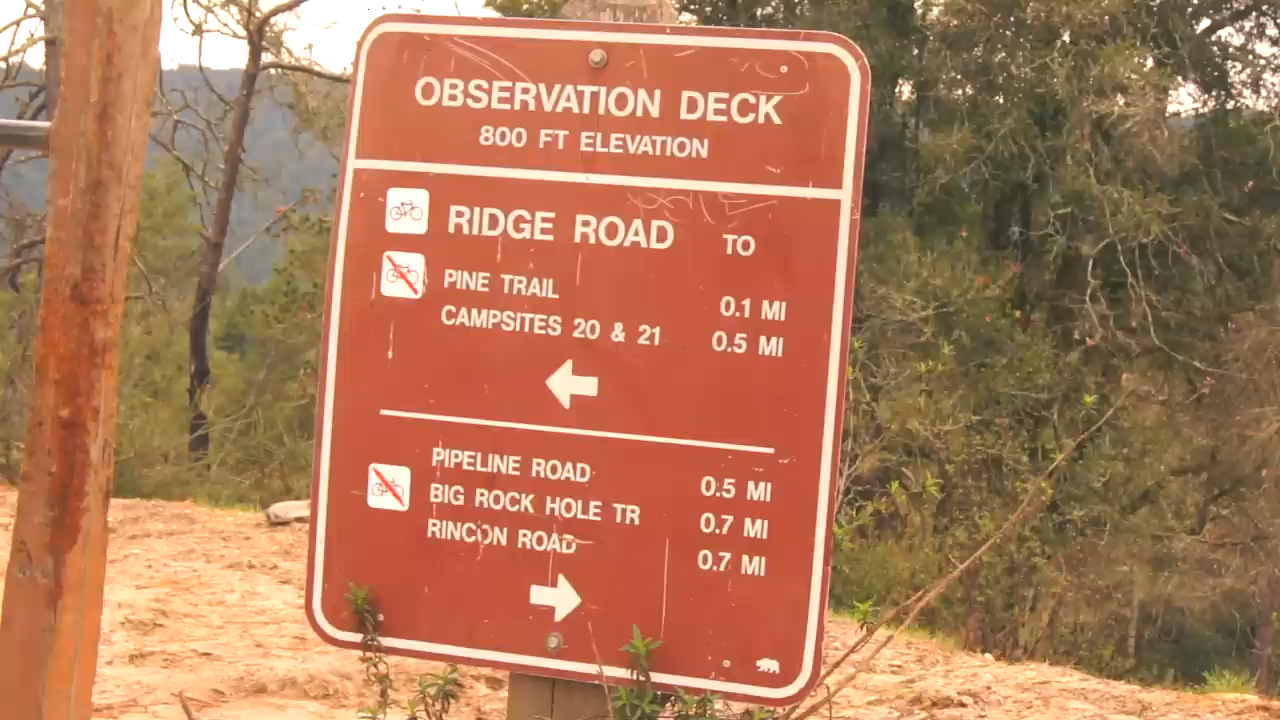 OBSERVATION DECK
800 FT ELEVATION
RIDGE ROAD TO
PINE TRAIL 0.1 MI
CAMPSITES 20 & 21 0.5 MI
PIPELINE ROAD 0.5 MI
BIG ROCK HOLE TR 0.7 MI
RINCON ROAD 0.7 MI